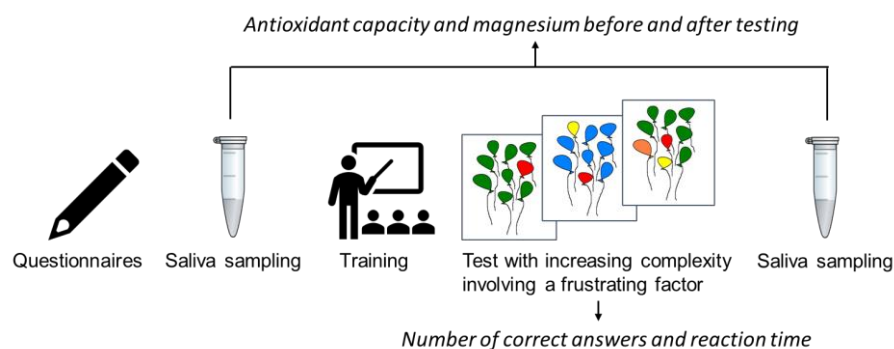 Antioxidant capacity and magnesium before and after testing
Questionnaires
Saliva sampling
Training
Test with increasing complexity
involving a frustrating factor
Saliva sampling
Number of correct answers and reaction time